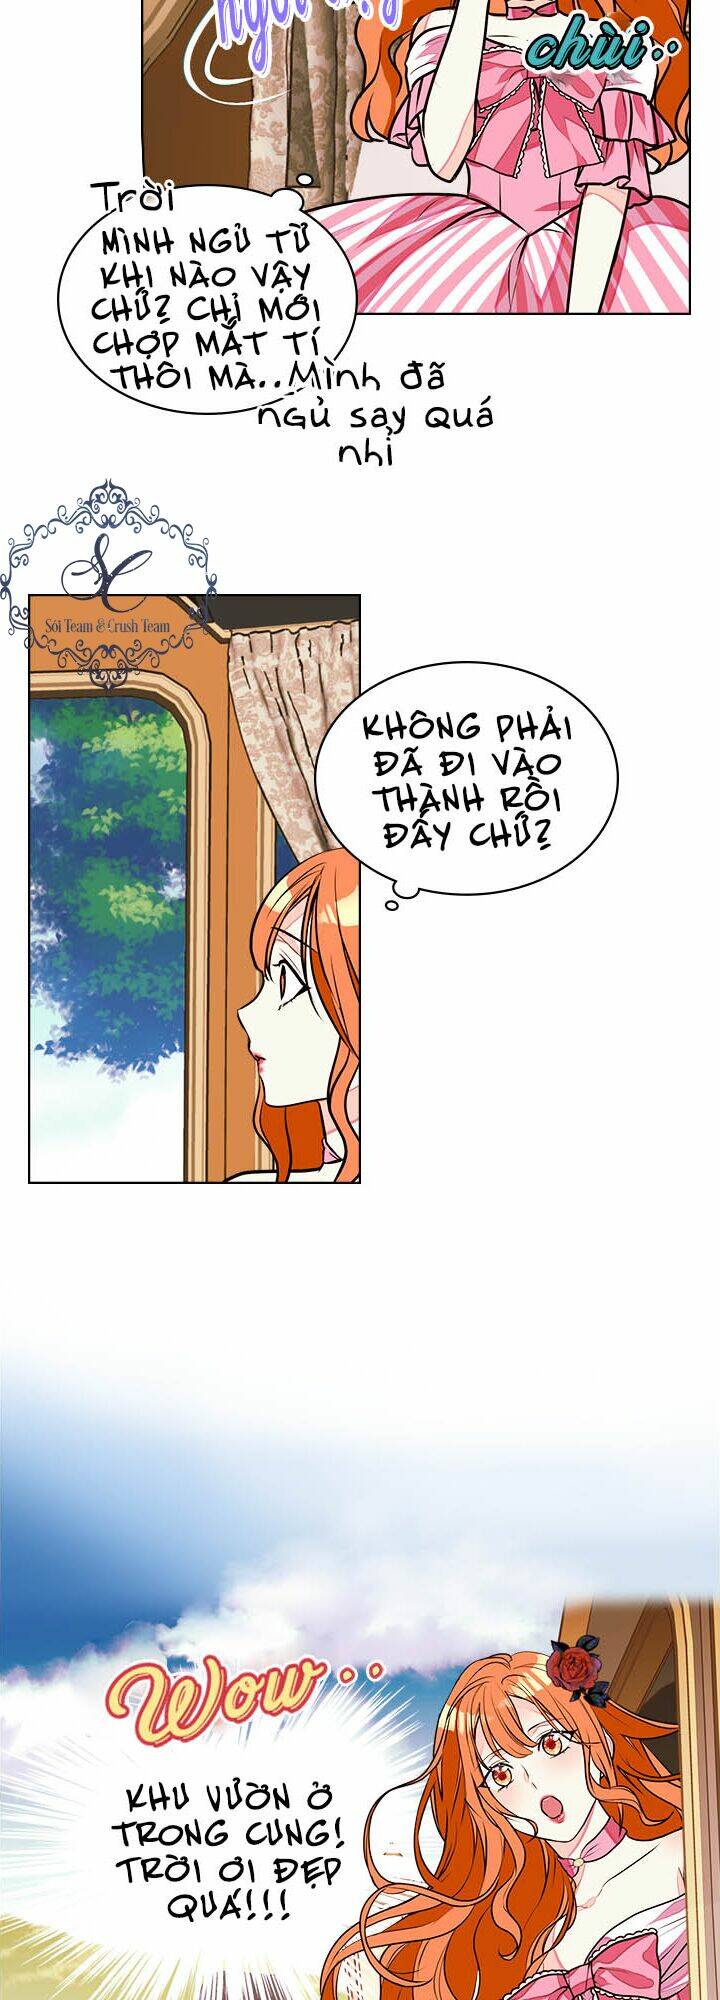 chùi..
Trời
MÌNH NGỦ TỪ
KHI NÀO VẬY
CHỨ? CHỈ MỚI
CHỢP MẮT TÍ
THÔI MÀ..
Mình đã
ngủ say quá
nhỉ
Sói Team & Crush Team
KHÔNG PHẢI
ĐÃ ĐI VÀO
THÀNH RỒI
ĐẤY CHỨ?
Wow..
KHU VƯỜN Ở
TRONG CUNG!
TRỜI ƠI ĐẸP
QUÁ!!!